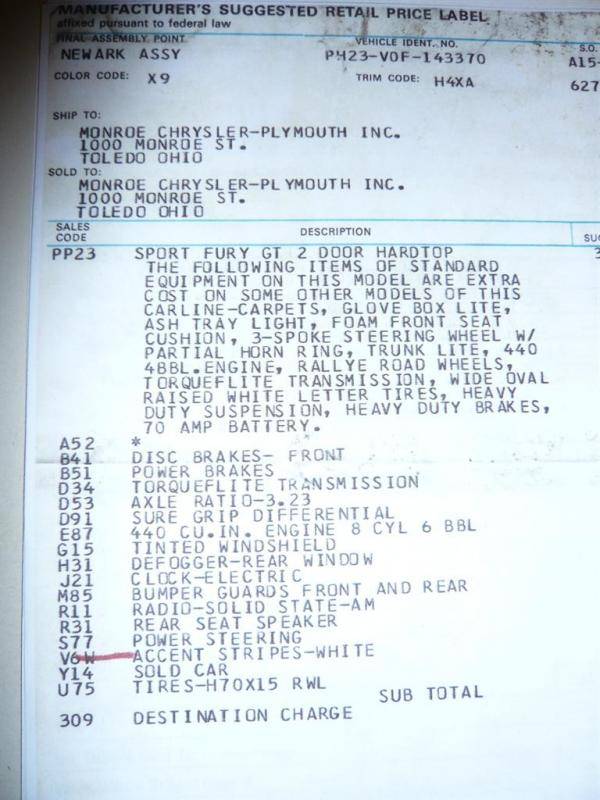 MANUFACTURER'S SUGGESTED RETAIL PRICE LABEL
affixed pursuant to federal law
FINAL ASSEMBLY POINT VEHICLE IDENT. NO. S.O.
NEWARK ASSY PH23-V0F-143370 A15-
COLOR CODE: X9 TRIM CODE: H4XA 627
SHIP TO:
MONROE CHRYSLER-PLYMOUTH INC.
1000 MONROE ST.
TOLEDO OHIO
SOLD TO:
MONROE CHRYSLER-PLYMOUTH INC.
1000 MONROE ST.
TOLEDO OHIO
SALES CODE DESCRIPTION SU
PP23 SPORT FURY GT 2 DOOR HARDTOP
THE FOLLOWING ITEMS OF STANDARD
EQUIPMENT ON THIS MODEL ARE EXTRA
COST ON SOME OTHER MODELS OF THIS
CARLINE-CARPETS, GLOVE BOX LITE,
ASH TRAY LIGHT, FOAM FRONT SEAT
CUSHION, 3-SPOKE STEERING WHEEL W/
PARTIAL HORN RING, TRUNK LITE, 440
4BBL.ENGINE, RALLYE ROAD WHEELS,
TORQUEFLITE TRANSMISSION, WIDE OVAL
RAISED WHITE LETTER TIRES, HEAVY
DUTY SUSPENSION, HEAVY DUTY BRAKES,
70 AMP BATTERY.
A52 *
B41 DISC BRAKES- FRONT
B51 POWER BRAKES
D34 TORQUEFLITE TRANSMISSION
D53 AXLE RATIO-3.23
D91 SURE GRIP DIFFERENTIAL
E87 440 CU.IN. ENGINE 8 CYL 6 BBL
G15 TINTED WINDSHIELD
H31 DEFOGGER-REAR WINDOW
J21 CLOCK-ELECTRIC
M85 BUMPER GUARDS FRONT AND REAR
R11 RADIO-SOLID STATE-AM
R31 REAR SEAT SPEAKER
S77 POWER STEERING
V6W ACCENT STRIPES-WHITE
Y14 SOLD CAR
U75 TIRES-H70X15 RWL
SUB TOTAL
309 DESTINATION CHARGE